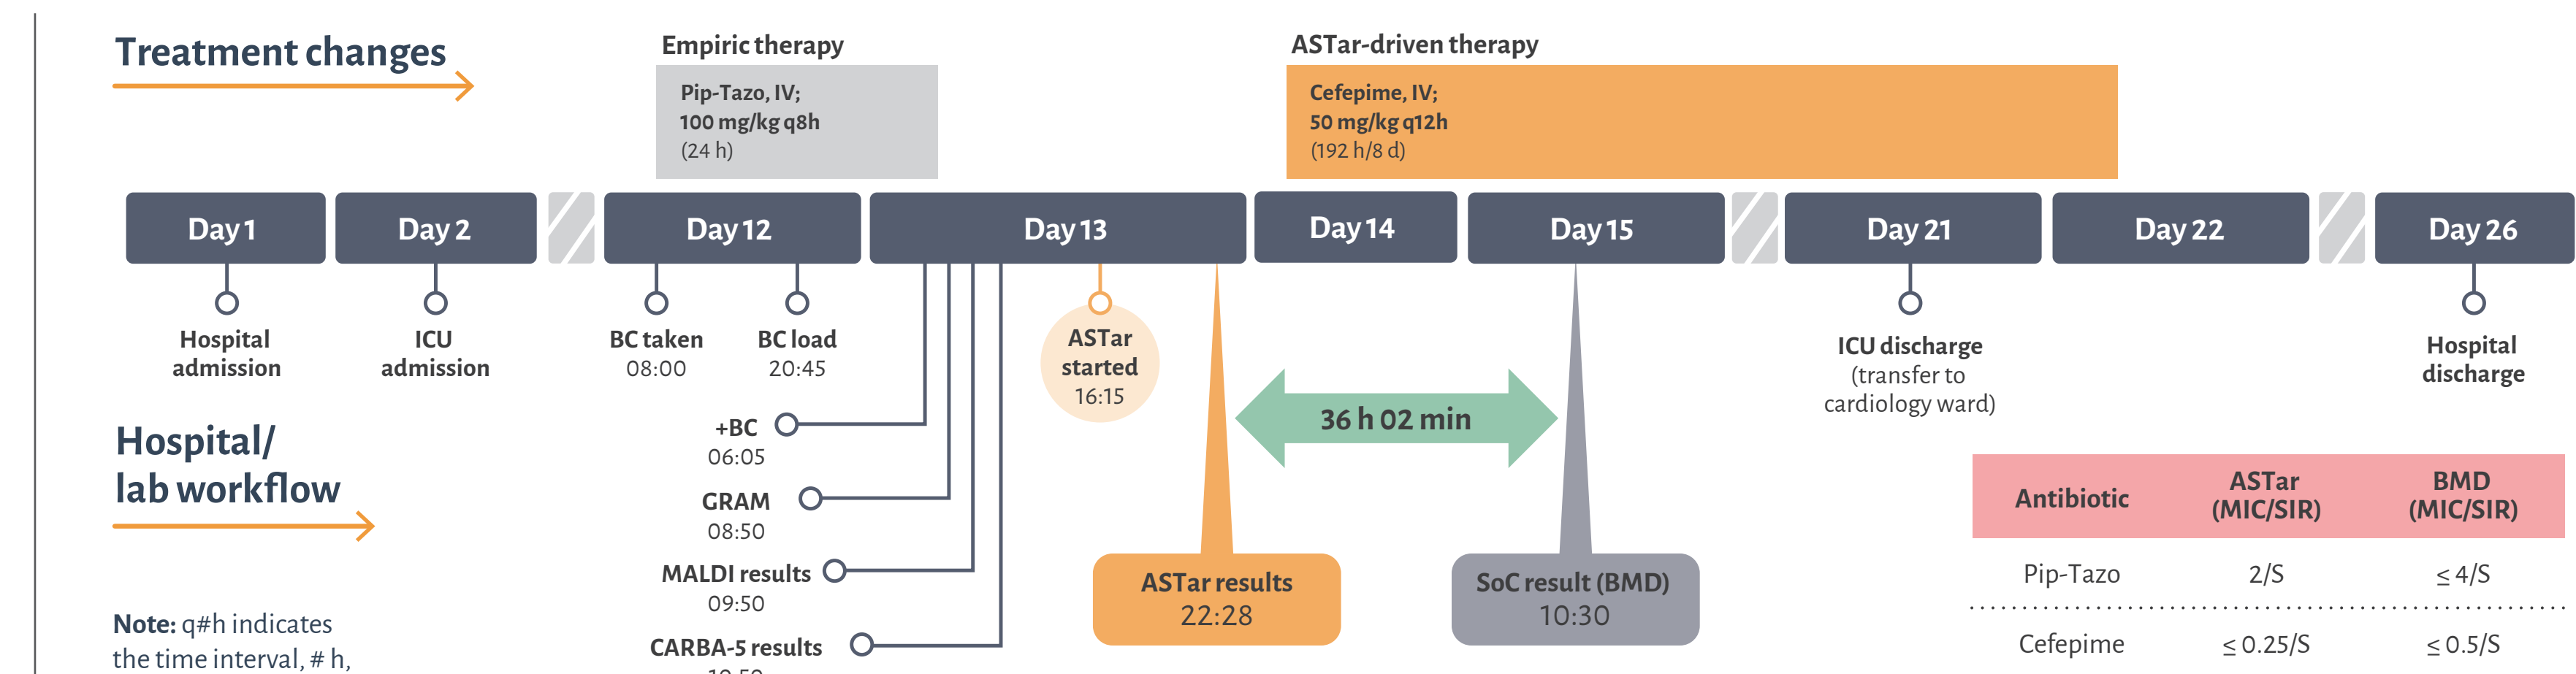 Treatment changes
Empiric therapy
Pip-Tazo, IV;
100 mg/kg q8h
(24 h)
ASTar-driven therapy
Cefepime, IV;
50 mg/kg q12h
(192 h/8 d)
Day 1
Day 2
Day 12
Day 13
Day 14
Day 15
Day 21
Day 22
Day 26
Hospital
admission
ICU
admission
BC taken
08:00
BC load
20:45
+BC
06:05
GRAM
08:50
MALDI results
09:50
CARBA-5 results
ASTar
started
16:15
36 h 02 min
ASTar results
22:28
SoC result (BMD)
10:30
ICU discharge
(transfer to
cardiology ward)
Hospital
discharge
Hospital/
lab workflow
Note: q#h indicates
the time interval, # h,
Antibiotic
ASTar
(MIC/SIR)
BMD
(MIC/SIR)
Pip-Tazo
2/S
≤ 4/S
Cefepime
≤ 0.25/S
≤ 0.5/S